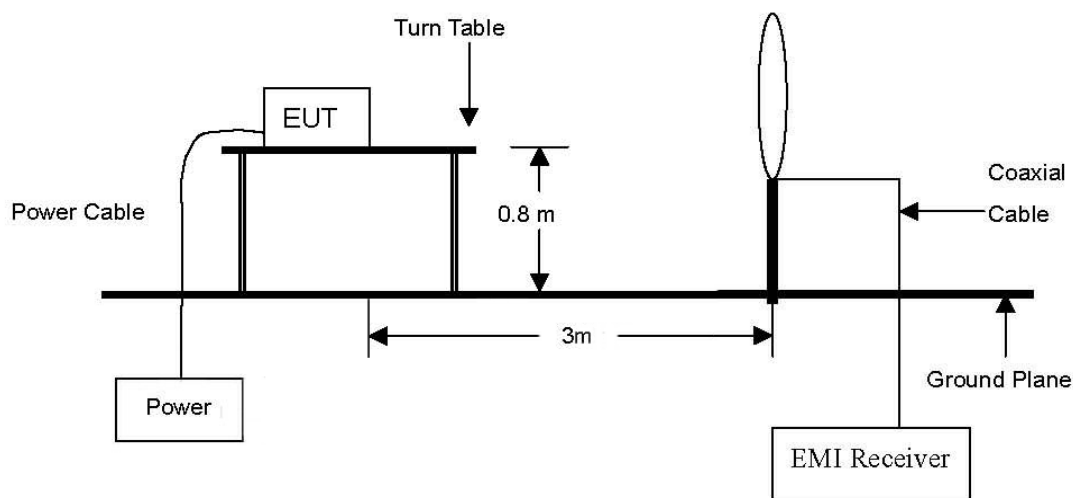 Turn Table
EUT
Power Cable
0.8 m
Coaxial
Cable
3m
Ground Plane
Power
EMI Receiver